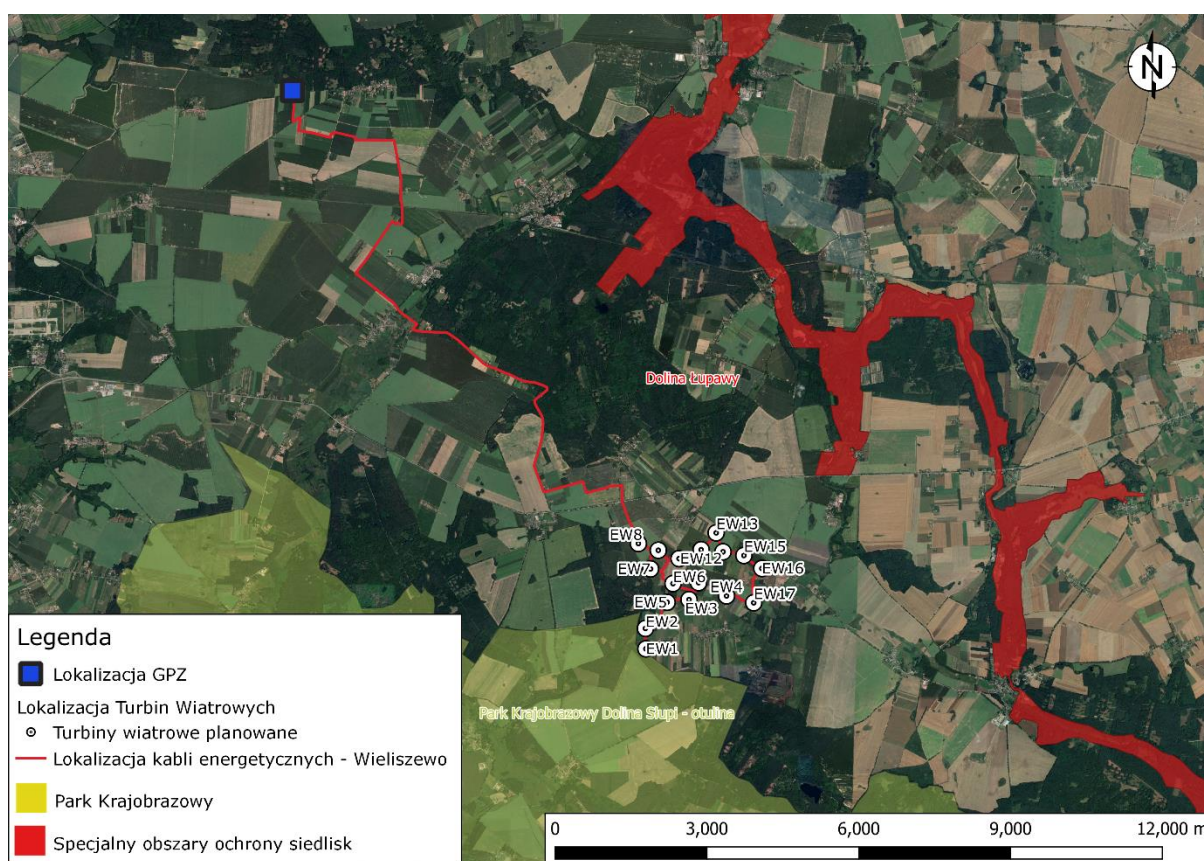 N
Dolina Łupawy
EW13
EW8
EW15
EW12
EW7
EW16
EW6
EW4
EW5
EW17
EW3
EW2
EW1
Park Krajobrazowy Dolina Słupi - otulina
Legenda
Lokalizacja GPZ
Lokalizacja Turbin Wiatrowych
Turbiny wiatrowe planowane
Lokalizacja kabli energetycznych - Wieliszewo
Park Krajobrazowy
Specjalny obszary ochrony siedlisk
0 3,000 6,000 9,000 12,000 m